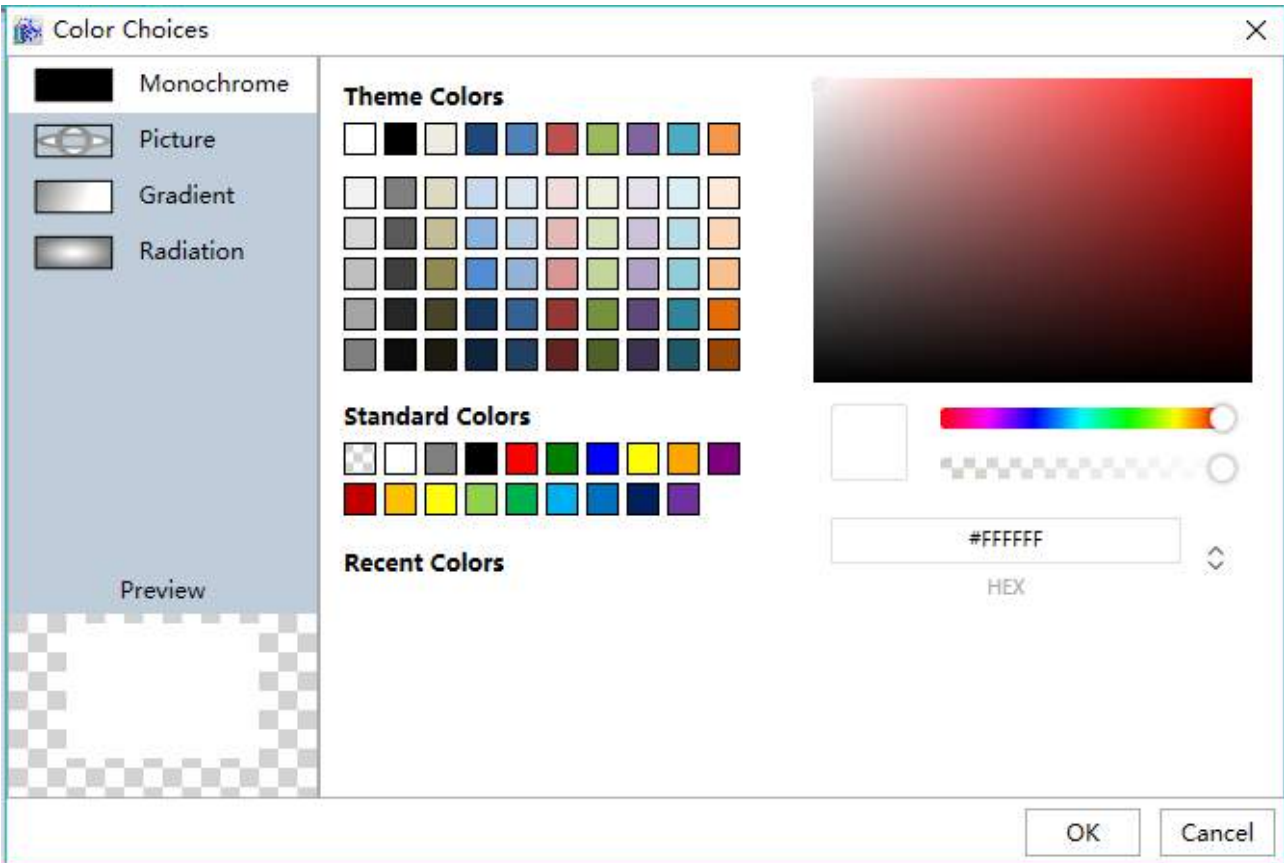 Color Choices
Monochrome
Picture
Gradient
Radiation
Preview
Theme Colors
Standard Colors
Recent Colors
#FFFFFF
HEX
OK
Cancel